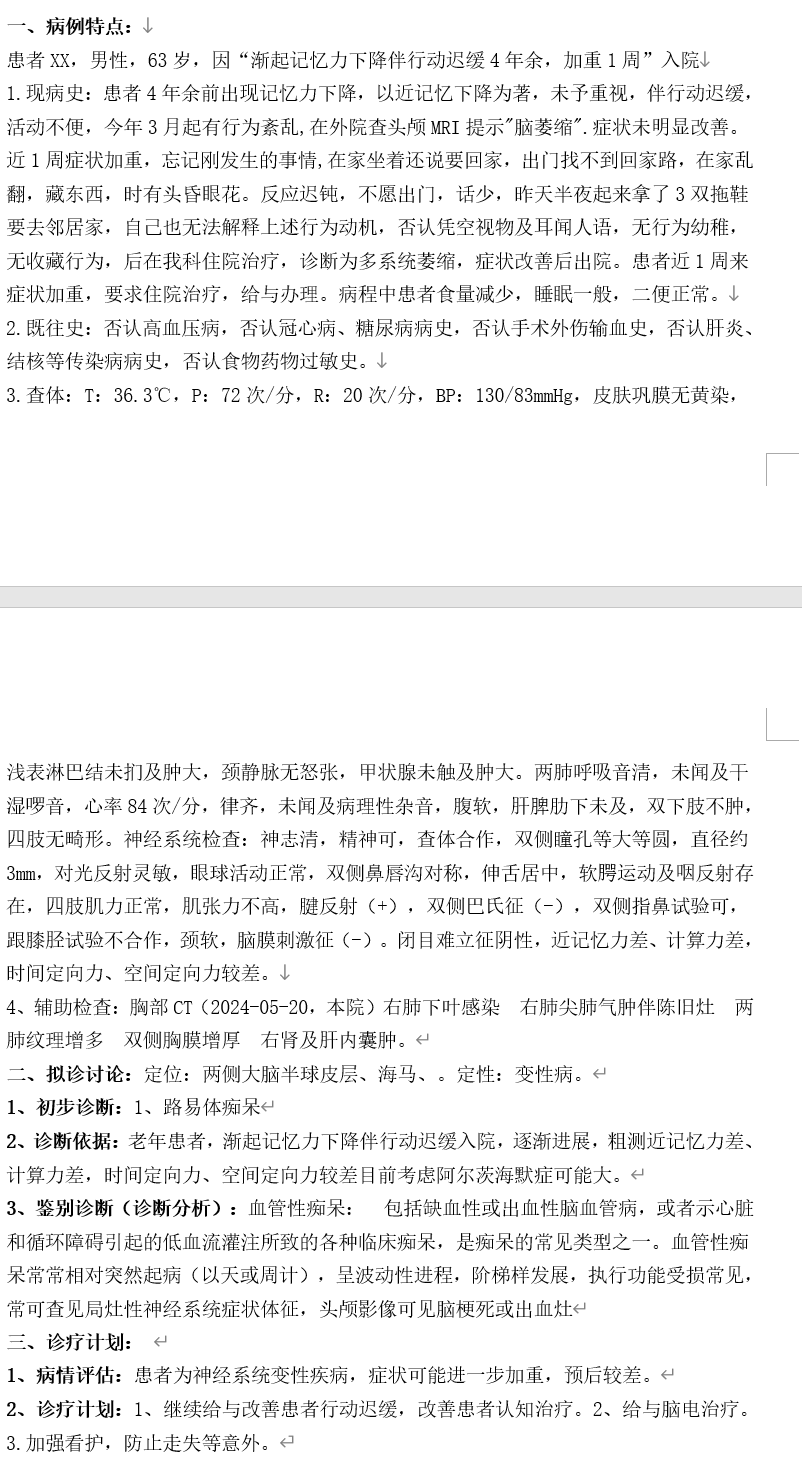 一、病例特点：↓
患者 XX，男性，63 岁，因“渐起记忆力下降伴行动迟缓 4 年余，加重 1 周”入院↓
1.现病史：患者 4 年余前出现记忆力下降，以近记忆下降为著，未予重视，伴行动迟缓，
活动不便，今年 3 月起有行为紊乱,在外院查头颅 MRI 提示"脑萎缩".症状未明显改善。
近 1 周症状加重，忘记刚发生的事情,在家坐着还说要回家，出门找不到回家路，在家乱
翻，藏东西，时有头昏眼花。反应迟钝，不愿出门，话少，昨天半夜起来拿了 3 双拖鞋
要去邻居家，自己也无法解释上述行为动机，否认凭空视物及耳闻人语，无行为幼稚，
无收藏行为，后在我科住院治疗，诊断为多系统萎缩，症状改善后出院。患者近 1 周来
症状加重，要求住院治疗，给与办理。病程中患者食量减少，睡眠一般，二便正常。↓
2.既往史：否认高血压病，否认冠心病、糖尿病病史，否认手术外伤输血史，否认肝炎、
结核等传染病病史，否认食物药物过敏史。↓
3.查体：T：36.3℃，P：72 次/分，R：20 次/分，BP：130/83mmHg，皮肤巩膜无黄染，
浅表淋巴结未扪及肿大，颈静脉无怒张，甲状腺未触及肿大。两肺呼吸音清，未闻及干
湿啰音，心率 84 次/分，律齐，未闻及病理性杂音，腹软，肝脾肋下未及，双下肢不肿，
四肢无畸形。神经系统检查：神志清，精神可，查体合作，双侧瞳孔等大等圆，直径约
3mm，对光反射灵敏，眼球活动正常，双侧鼻唇沟对称，伸舌居中，软腭运动及咽反射存
在，四肢肌力正常，肌张力不高，腱反射（+），双侧巴氏征（-），双侧指鼻试验可，
跟膝胫试验不合作，颈软，脑膜刺激征（-）。闭目难立征阴性，近记忆力差、计算力差，
时间定向力、空间定向力较差。↓
4、辅助检查：胸部 CT（2024-05-20，本院）右肺下叶感染　右肺尖肺气肿伴陈旧灶　两
肺纹理增多　双侧胸膜增厚　右肾及肝内囊肿。↵
二、拟诊讨论：定位：两侧大脑半球皮层、海马、。定性：变性病。↵
1、初步诊断：1、路易体痴呆↵
2、诊断依据：老年患者，渐起记忆力下降伴行动迟缓入院，逐渐进展，粗测近记忆力差、
计算力差，时间定向力、空间定向力较差目前考虑阿尔茨海默症可能大。↵
3、鉴别诊断（诊断分析）：血管性痴呆：　包括缺血性或出血性脑血管病，或者示心脏
和循环障碍引起的低血流灌注所致的各种临床痴呆，是痴呆的常见类型之一。血管性痴
呆常常相对突然起病（以天或周计），呈波动性进程，阶梯样发展，执行功能受损常见，
常可查见局灶性神经系统症状体征，头颅影像可见脑梗死或出血灶↵
三、诊疗计划：　↵
1、病情评估：患者为神经系统变性疾病，症状可能进一步加重，预后较差。↵
2、诊疗计划：1、继续给与改善患者行动迟缓，改善患者认知治疗。2、给与脑电治疗。
3.加强看护，防止走失等意外。↵